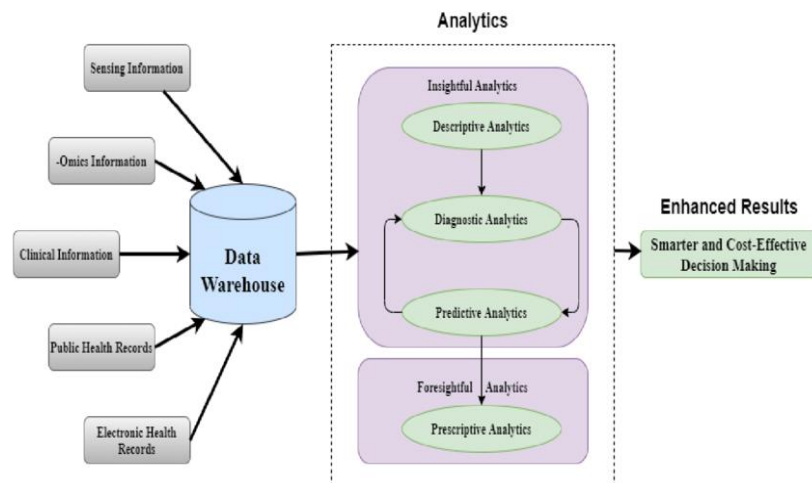 Analytics
Sensing Information
-Omics Information
Clinical Information
Public Health Records
Electronic Health
Records
Data
Warehouse
Insightful Analytics
Descriptive Analytics
Diagnostic Analytics
Predictive Analytics
Foresightful Analytics
Prescriptive Analytics
Enhanced Results
Smarter and Cost-Effective
Decision Making